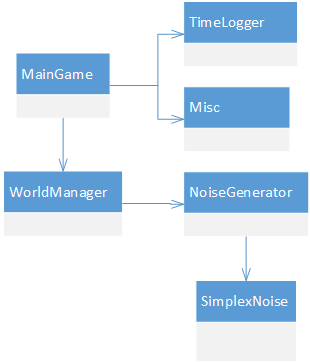 TimeLogger
MainGame
Misc
WorldManager
NoiseGenerator
SimplexNoise